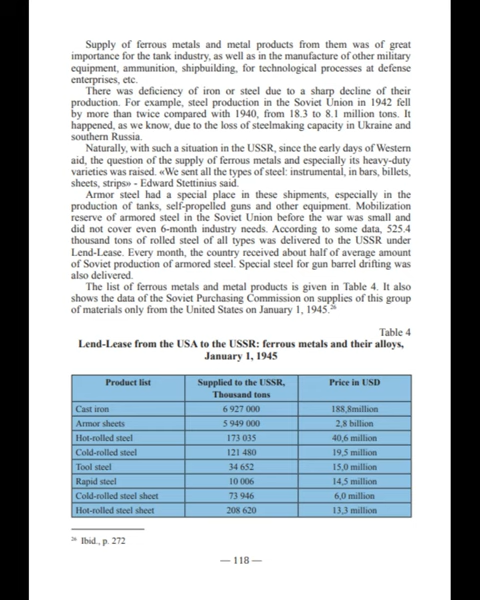 Supply of ferrous metals and metal products from them was of great
importance for the tank industry, as well as in the manufacture of other military
equipment, ammunition, shipbuilding, for technological processes at defense
enterprises, etc.
There was deficiency of iron or steel due to a sharp decline of their
production. For example, steel production in the Soviet Union in 1942 fell
by more than twice compared with 1940, from 18.3 to 8.1 million tons. It
happened, as we know, due to the loss of steelmaking capacity in Ukraine and
southern Russia.
Naturally, with such a situation in the USSR, since the early days of Western
aid, the question of the supply of ferrous metals and especially its heavy-duty
varieties was raised. «We sent all the types of steel: instrumental, in bars, billets,
sheets, strips» - Edward Stettinius said.
Armor steel had a special place in these shipments, especially in the
production of tanks, self-propelled guns and other equipment. Mobilization
reserve of armored steel in the Soviet Union before the war was small and
did not cover even 6-month industry needs. According to some data, 525.4
thousand tons of rolled steel of all types was delivered to the USSR under
Lend-Lease. Every month, the country received about half of average amount
of Soviet production of armored steel. Special steel for gun barrel drifting was
also delivered.
The list of ferrous metals and metal products is given in Table 4. It also
shows the data of the Soviet Purchasing Commission on supplies of this group
of materials only from the United States on January 1, 1945.26
Table 4
Lend-Lease from the USA to the USSR: ferrous metals and their alloys,
January 1, 1945
Product list Supplied to the USSR, Thousand tons Price in USD
Cast iron 6 927 000 188,8million
Armor sheets 5 949 000 2,8 billion
Hot-rolled steel 173 035 40,6 million
Cold-rolled steel 121 480 19,5 million
Tool steel 34 652 15,0 million
Rapid steel 10 006 14,5 million
Cold-rolled steel sheet 73 946 6,0 million
Hot-rolled steel sheet 208 620 13,3 million
26 Ibid., p. 272
— 118 —